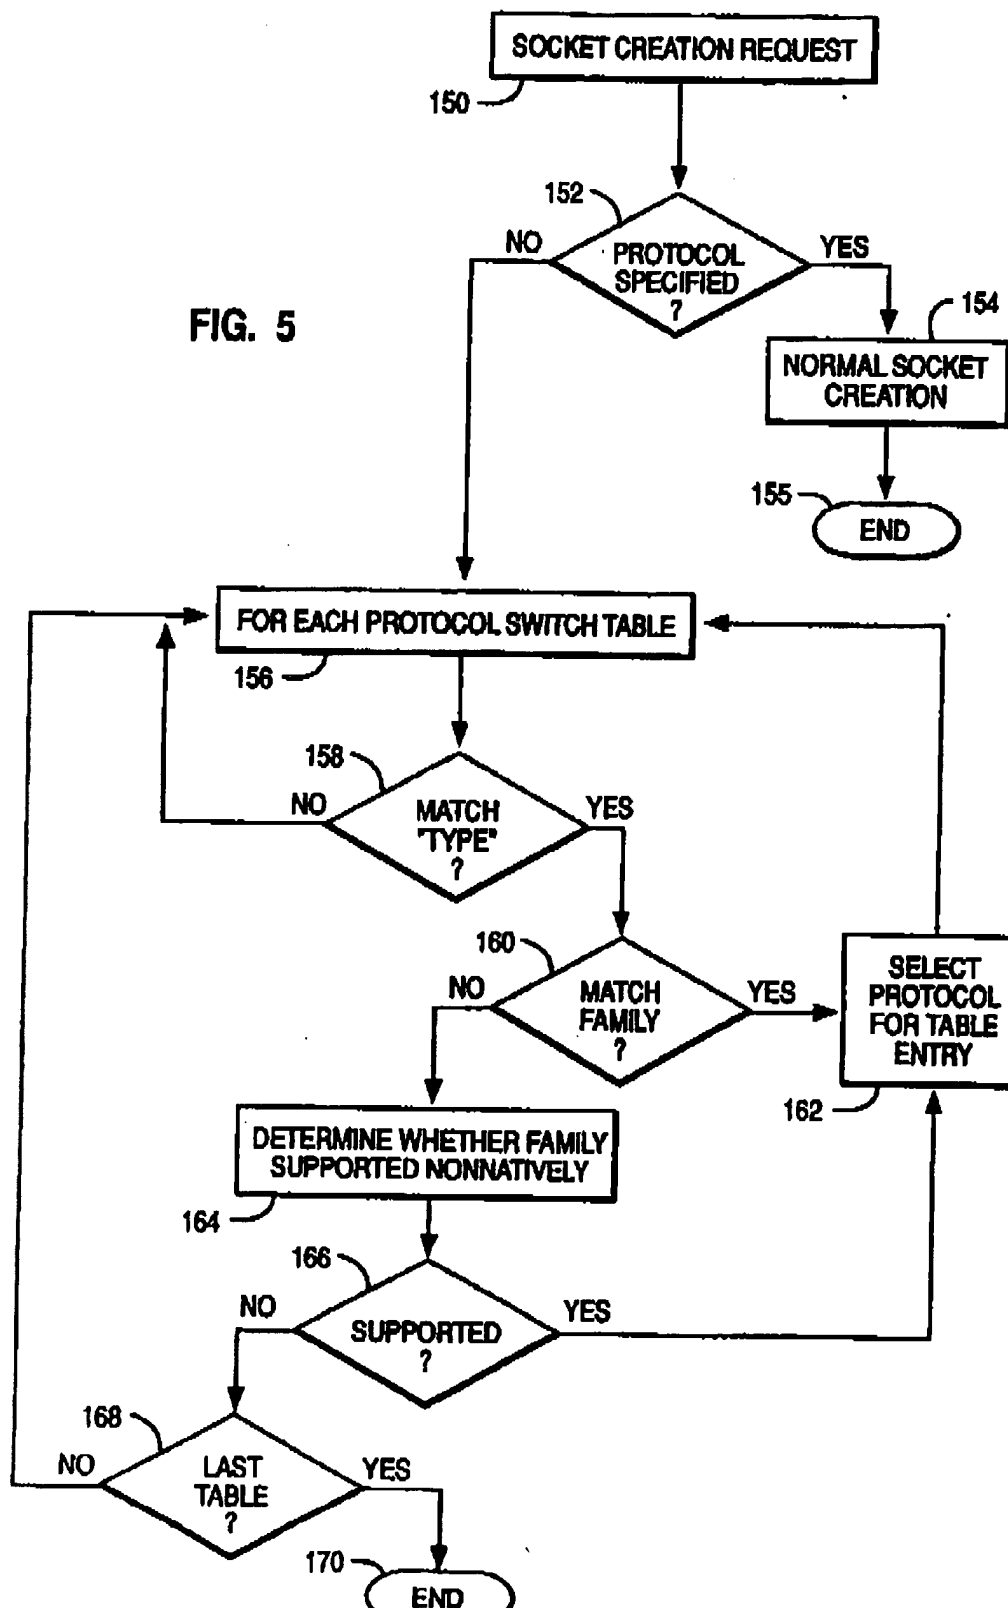 SOCKET CREATION REQUEST
150
152
NO
PROTOCOL
SPECIFIED
?
YES
FIG. 5
154
NORMAL SOCKET
CREATION
155
END
FOR EACH PROTOCOL SWITCH TABLE
156
158
NO
MATCH
"TYPE"
?
YES
160
NO
MATCH
FAMILY
?
YES
SELECT
PROTOCOL
FOR TABLE
ENTRY
162
DETERMINE WHETHER FAMILY
SUPPORTED NONNATIVELY
164
166
NO
SUPPORTED
?
YES
168
NO
LAST
TABLE
?
YES
170
END